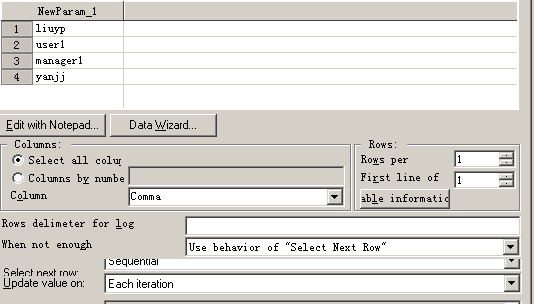 NewParam_1
1 liuyp
2 user1
3 manager1
4 yanjj
Edit with Notepad... Data Wizard...
Columns: Rows:
Select all colu Rows per 1
Columns by numbe First line of 1
Column Comma able informatic
Rows delimeter for log
When not enough Use behavior of "Select Next Row"
Select next row: Sequential
Update value on: Each iteration